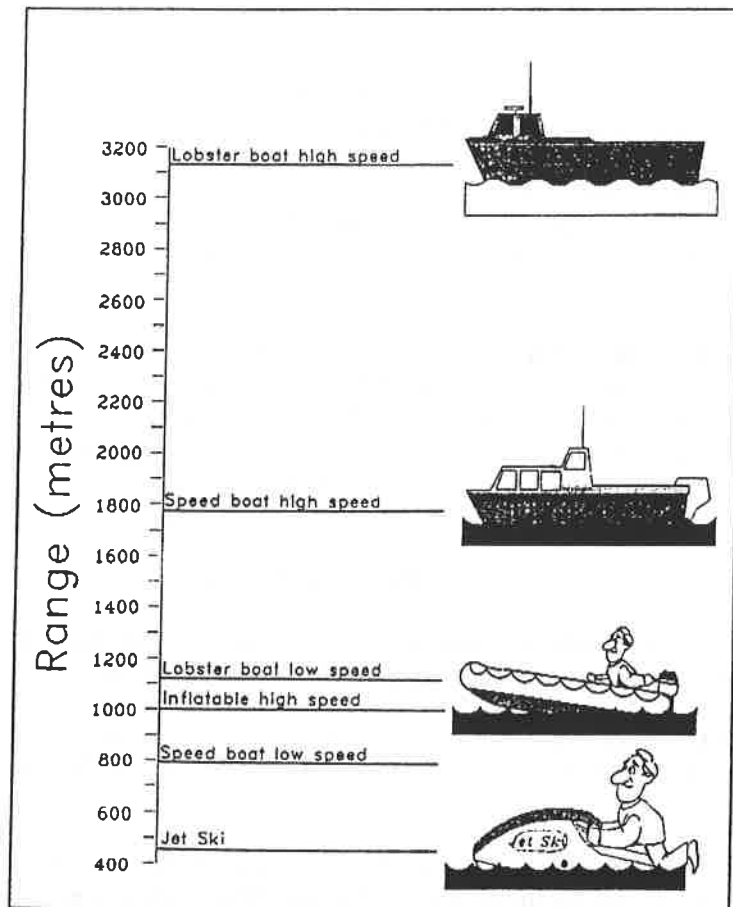 Range (metres)
3200
3000
2800
2600
2400
2200
2000
1800
1600
1400
1200
1000
800
600
400
Lobster boat high speed
Speed boat high speed
Lobster boat low speed
Inflatable high speed
Speed boat low speed
Jet Ski
Jet Ski